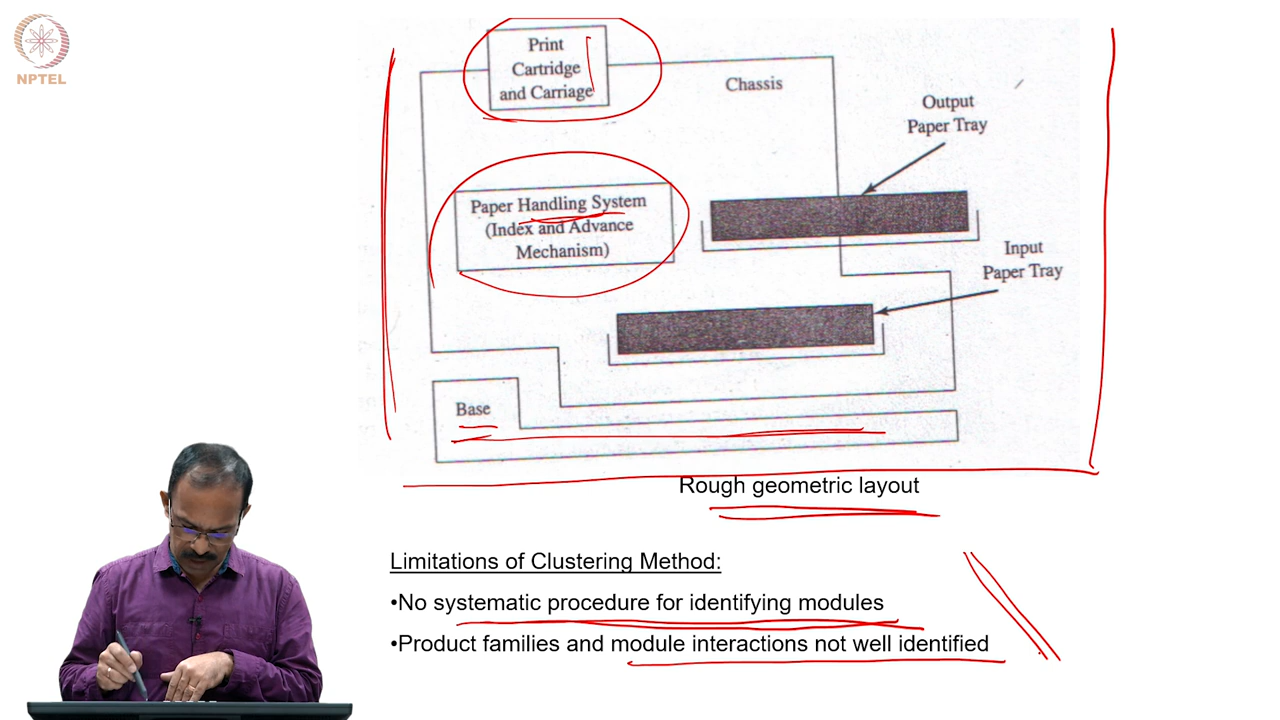 NPTEL
Print
Cartridge
and Carriage
Chassis
Output
Paper Tray
Paper Handling System
(Index and Advance
Mechanism)
Input
Paper Tray
Base
Rough geometric layout
Limitations of Clustering Method:
•No systematic procedure for identifying modules
•Product families and module interactions not well identified